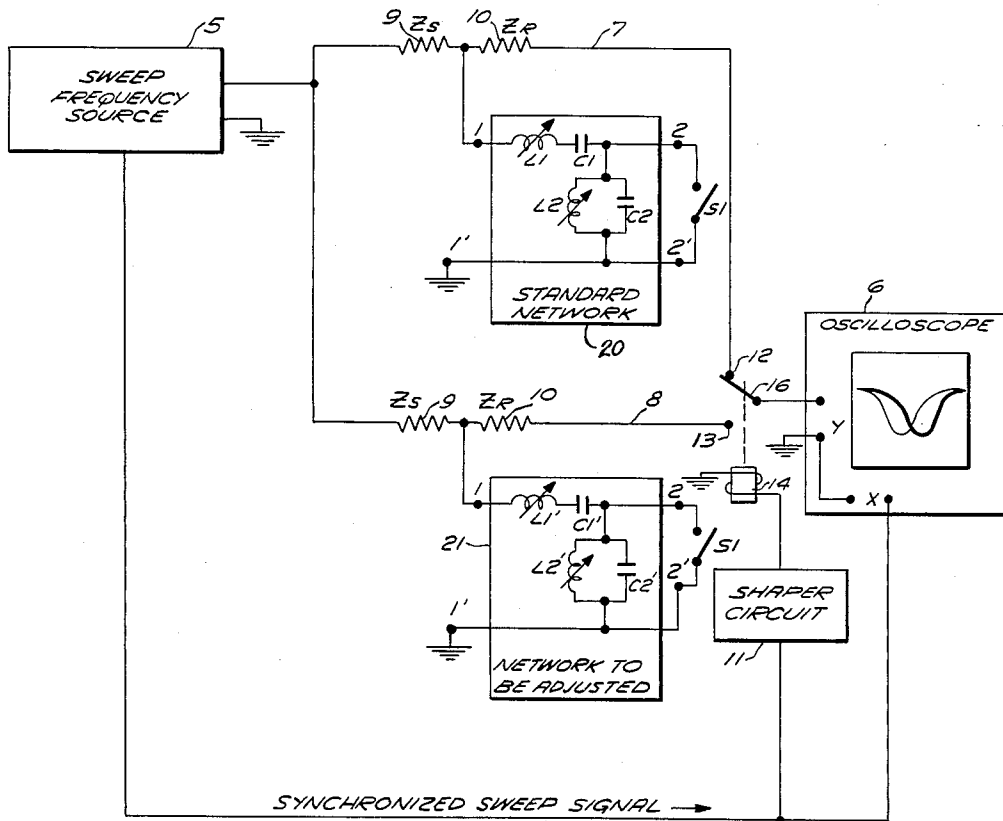 5
SWEEP
FREQUENCY
SOURCE
9
ZS
10
ZR
7
1
L1
C1
2
L2
C2
S1
1'
2'
STANDARD
NETWORK
20
6
OSCILLOSCOPE
12
16
Y
X
13
14
ZS
9
ZR
10
8
1
L1'
C1'
2
21
L2'
C2'
S1
2'
1'
NETWORK TO
BE ADJUSTED
SHAPER
CIRCUIT
11
SYNCHRONIZED SWEEP SIGNAL